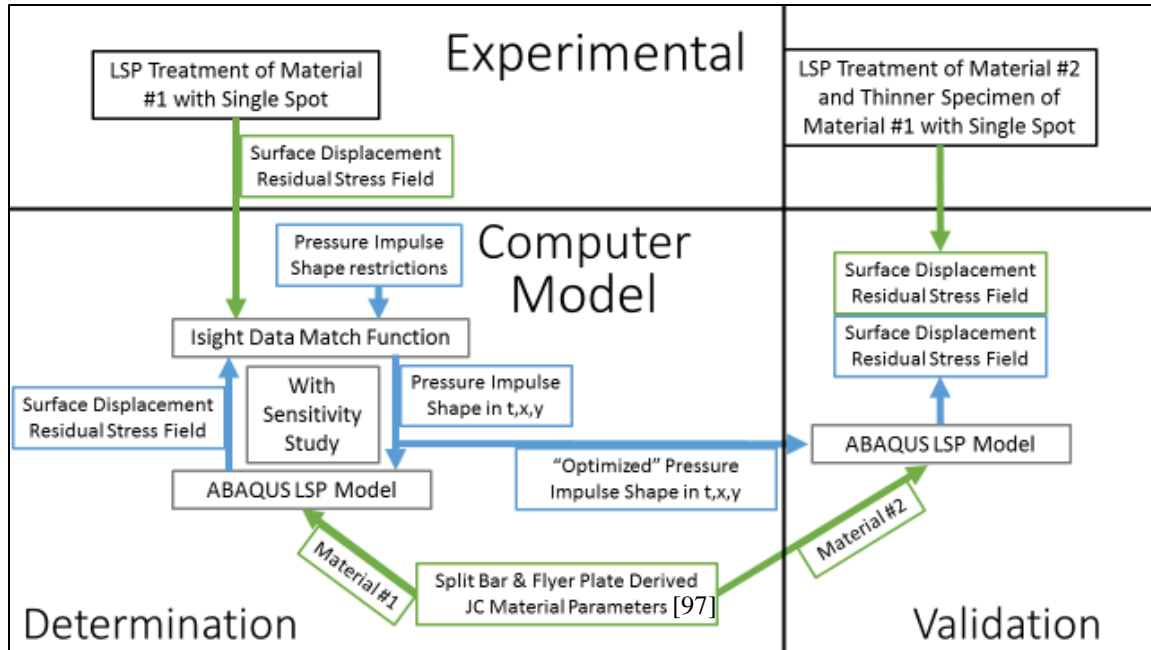 Experimental
LSP Treatment of Material
#1 with Single Spot
LSP Treatment of Material #2
and Thinner Specimen of
Material #1 with Single Spot
Surface Displacement
Residual Stress Field
Computer
Model
Pressure Impulse
Shape restrictions
Surface Displacement
Residual Stress Field
Surface Displacement
Residual Stress Field
Isight Data Match Function
With
Sensitivity
Study
Pressure Impulse
Shape in t,x,y
Surface Displacement
Residual Stress Field
ABAQUS LSP Model
ABAQUS LSP Model
“Optimized” Pressure
Impulse Shape in t,x,y
Material #1
Material #2
Split Bar & Flyer Plate Derived
JC Material Parameters [97]
Determination
Validation